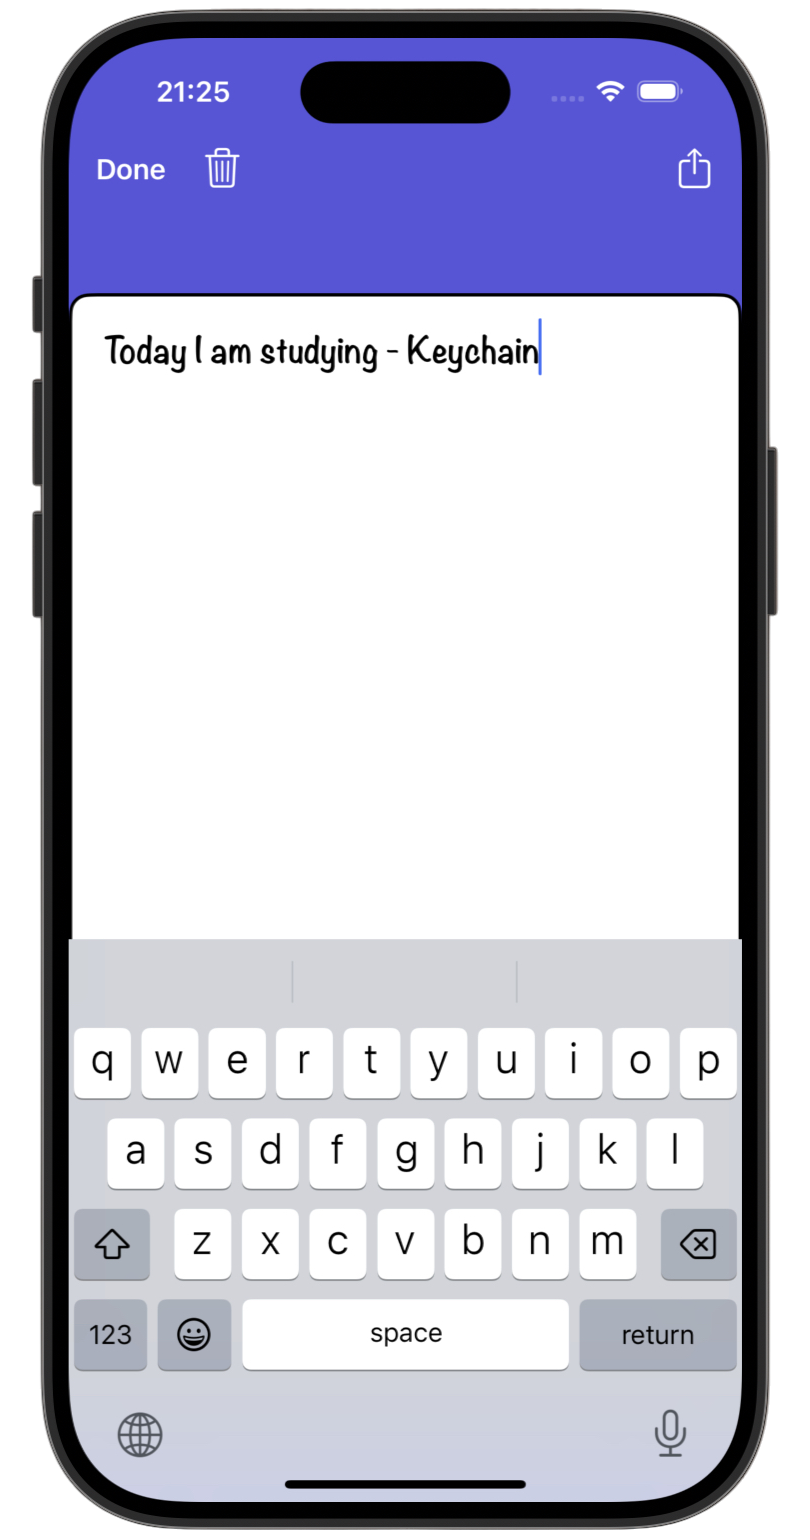 21:25
Done
Today I am studying - Keychain
q w e r t y u i o p
a s d f g h j k l
z x c v b n m
123 space return